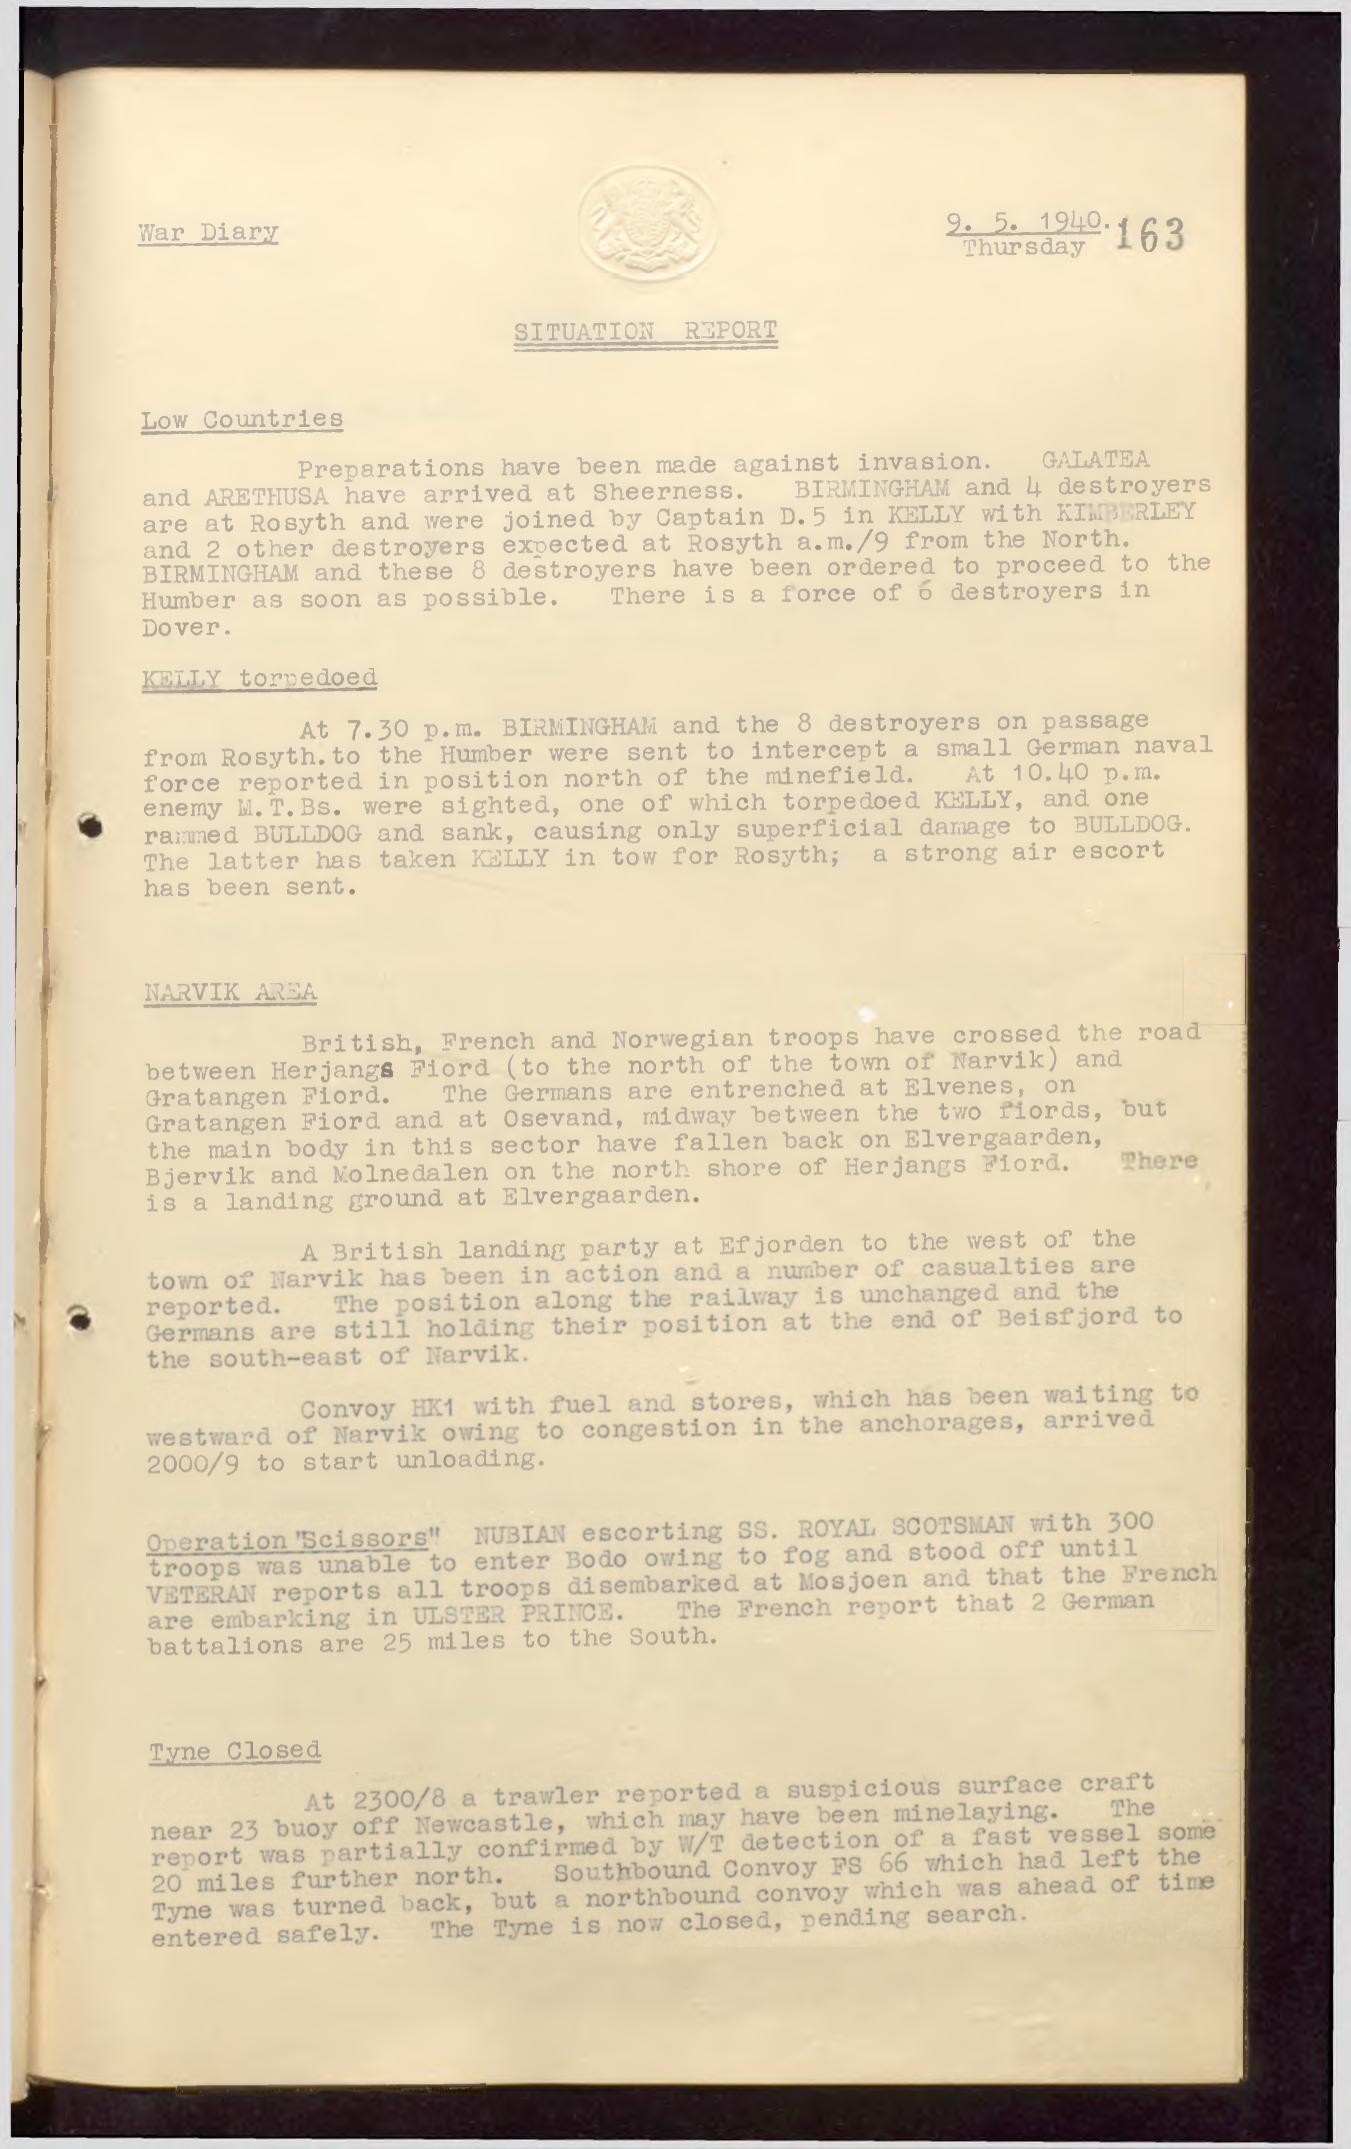 War Diary
9. 5. 1940.
Thursday
163
SITUATION REPORT
Low Countries
Preparations have been made against invasion. GALATEA
and ARETHUSA have arrived at Sheerness. BIRMINGHAM and 4 destroyers
are at Rosyth and were joined by Captain D.5 in KELLY with KIMBERLEY
and 2 other destroyers expected at Rosyth a.m./9 from the North.
BIRMINGHAM and these 8 destroyers have been ordered to proceed to the
Humber as soon as possible. There is a force of 6 destroyers in
Dover.
KELLY torpedoed
At 7.30 p.m. BIRMINGHAM and the 8 destroyers on passage
from Rosyth.to the Humber were sent to intercept a small German naval
force reported in position north of the minefield. At 10.40 p.m.
enemy M.T.Bs. were sighted, one of which torpedoed KELLY, and one
rammed BULLDOG and sank, causing only superficial damage to BULLDOG.
The latter has taken KELLY in tow for Rosyth; a strong air escort
has been sent.
NARVIK AREA
British, French and Norwegian troops have crossed the road
between Herjangs Fiord (to the north of the town of Narvik) and
Gratangen Fiord. The Germans are entrenched at Elvenes, on
Gratangen Fiord and at Osevand, midway between the two fiords, but
the main body in this sector have fallen back on Elvergaarden,
Bjervik and Molnedalen on the north shore of Herjangs Fiord. There
is a landing ground at Elvergaarden.
A British landing party at Efjorden to the west of the
town of Narvik has been in action and a number of casualties are
reported. The position along the railway is unchanged and the
Germans are still holding their position at the end of Beisfjord to
the south-east of Narvik.
Convoy HK1 with fuel and stores, which has been waiting to
westward of Narvik owing to congestion in the anchorages, arrived
2000/9 to start unloading.
Operation "Scissors" NUBIAN escorting SS. ROYAL SCOTSMAN with 300
troops was unable to enter Bodo owing to fog and stood off until
VETERAN reports all troops disembarked at Mosjoen and that the French
are embarking in ULSTER PRINCE. The French report that 2 German
battalions are 25 miles to the South.
Tyne Closed
At 2300/8 a trawler reported a suspicious surface craft
near 23 buoy off Newcastle, which may have been minelaying. The
report was partially confirmed by W/T detection of a fast vessel some
20 miles further north. Southbound Convoy FS 66 which had left the
Tyne was turned back, but a northbound convoy which was ahead of time
entered safely. The Tyne is now closed, pending search.